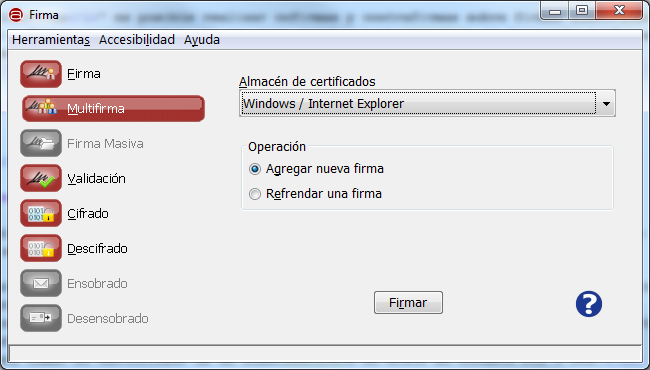 Firma
Herramientas Accesibilidad Ayuda
Firma
Multifirma
Firma Masiva
Validación
Cifrado
Descifrado
Ensobrado
Desensobrado
Almacén de certificados
Windows / Internet Explorer
Operación
Agregar nueva firma
Refrendar una firma
Firmar
?